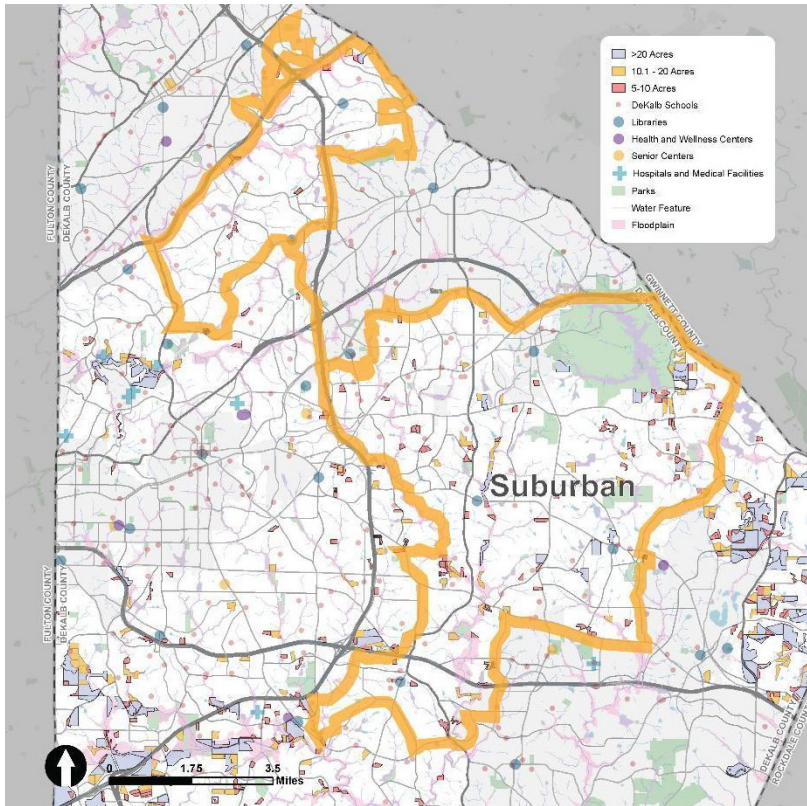 >20 Acres
10.1 - 20 Acres
5-10 Acres
DeKalb Schools
Libraries
Health and Wellness Centers
Senior Centers
Hospitals and Medical Facilities
Parks
Water Feature
Floodplain
FULTON COUNTY
DEKALB COUNTY
GWINNETT COUNTY
DEKALB COUNTY
Suburban
FULTON COUNTY
DEKALB COUNTY
DEKALB COUNTY
ROCKDALE COUNTY
0 1.75 3.5
Miles